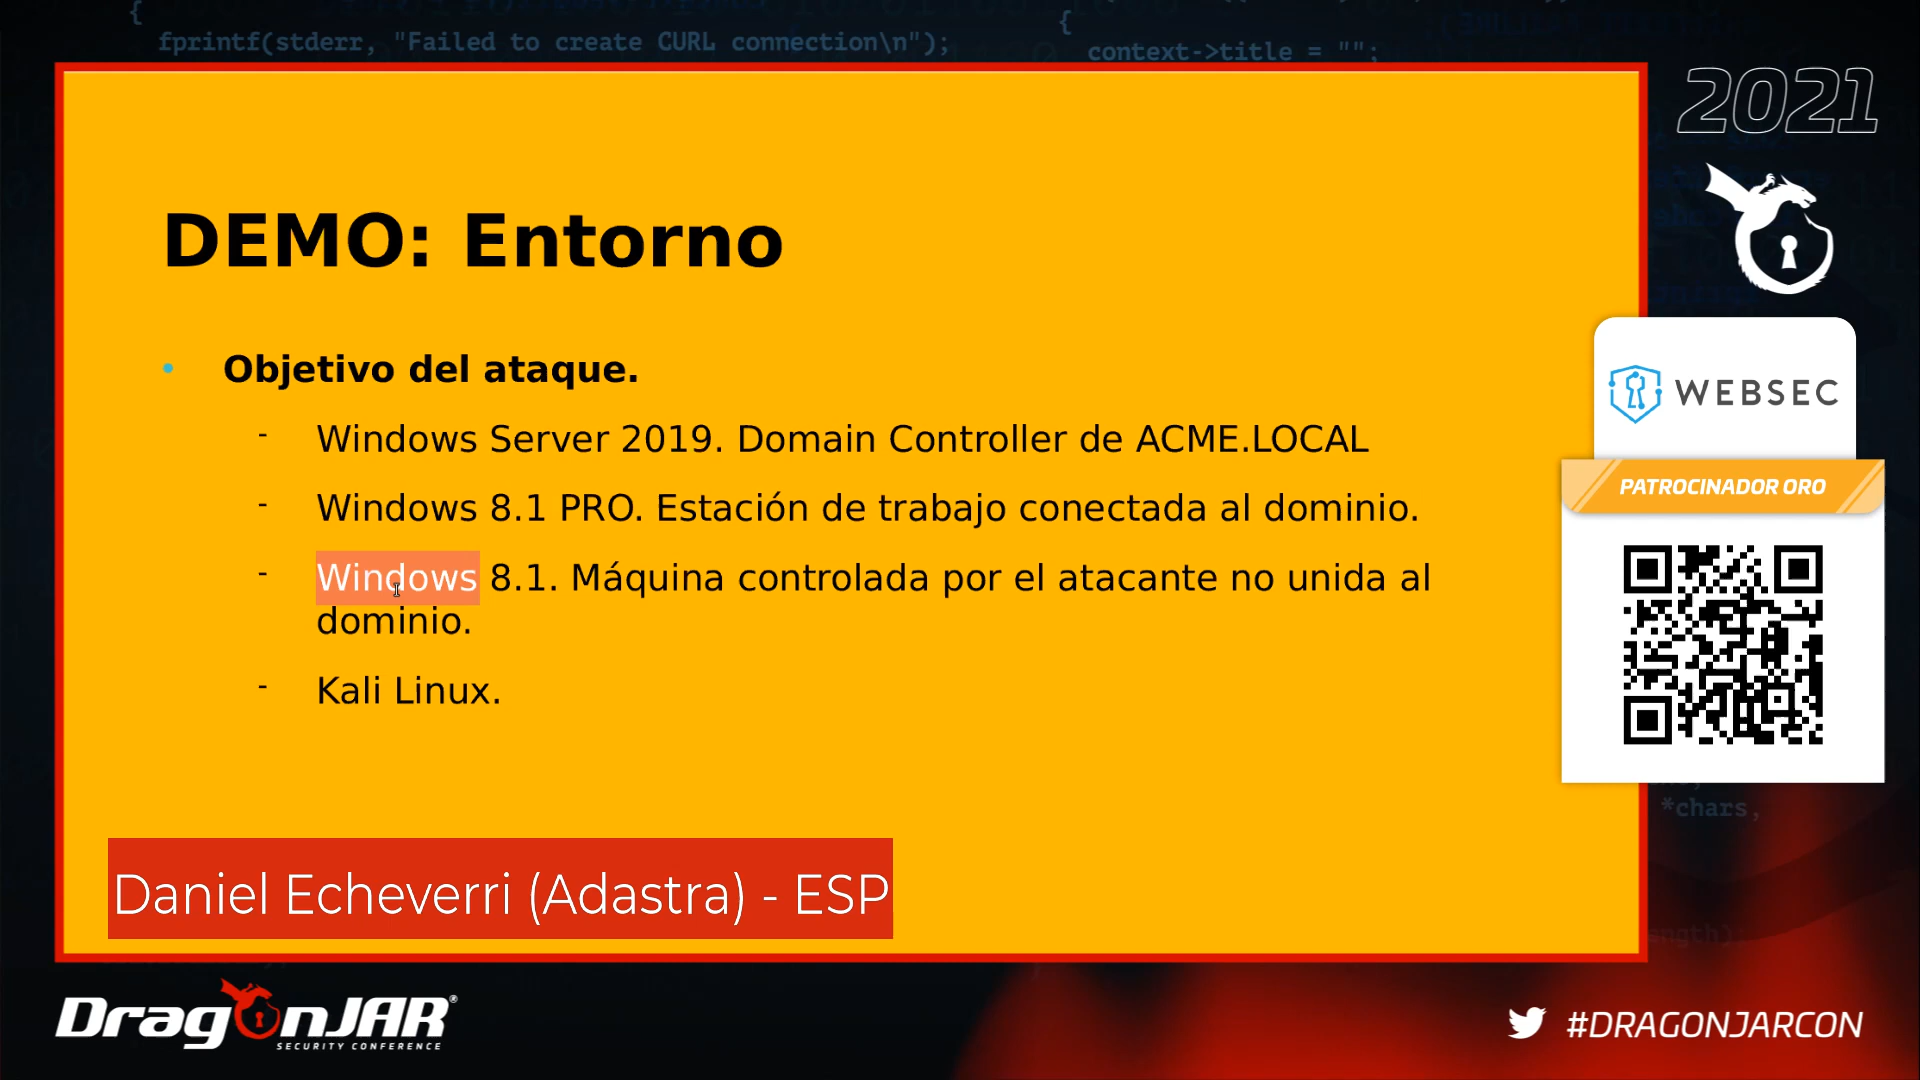 {
fprintf(stderr, "Failed to create CURL connection\n");
{
context->title = "";
2021
DEMO: Entorno
• Objetivo del ataque.
- Windows Server 2019. Domain Controller de ACME.LOCAL
- Windows 8.1 PRO. Estación de trabajo conectada al dominio.
- Windows 8.1. Máquina controlada por el atacante no unida al
dominio.
- Kali Linux.
WEBSEC
PATROCINADOR ORO
*chars,
Daniel Echeverri (Adastra) - ESP
DragonJAR®
SECURITY CONFERENCE
#DRAGONJARCON